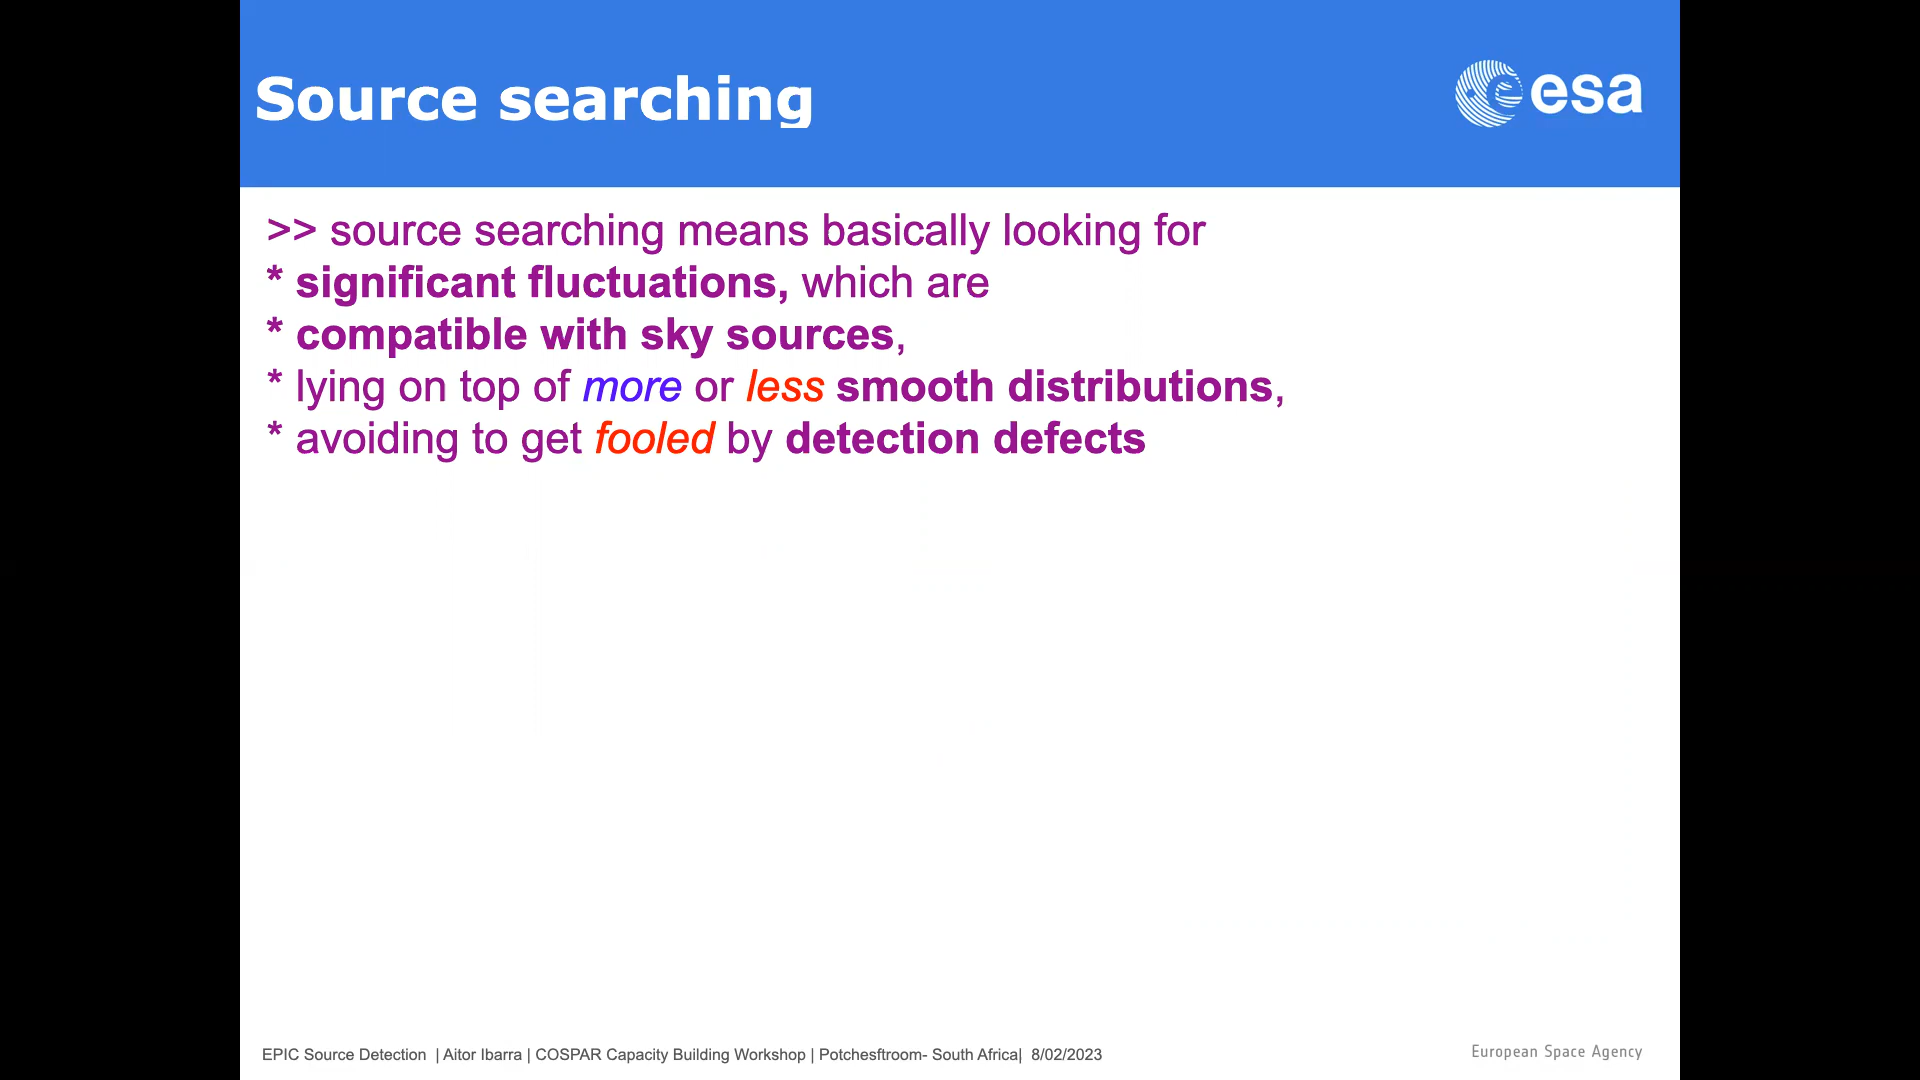 Source searching
esa
>> source searching means basically looking for
* significant fluctuations, which are
* compatible with sky sources,
* lying on top of more or less smooth distributions,
* avoiding to get fooled by detection defects
EPIC Source Detection | Aitor Ibarra | COSPAR Capacity Building Workshop | Potchesftroom- South Africa| 8/02/2023
European Space Agency